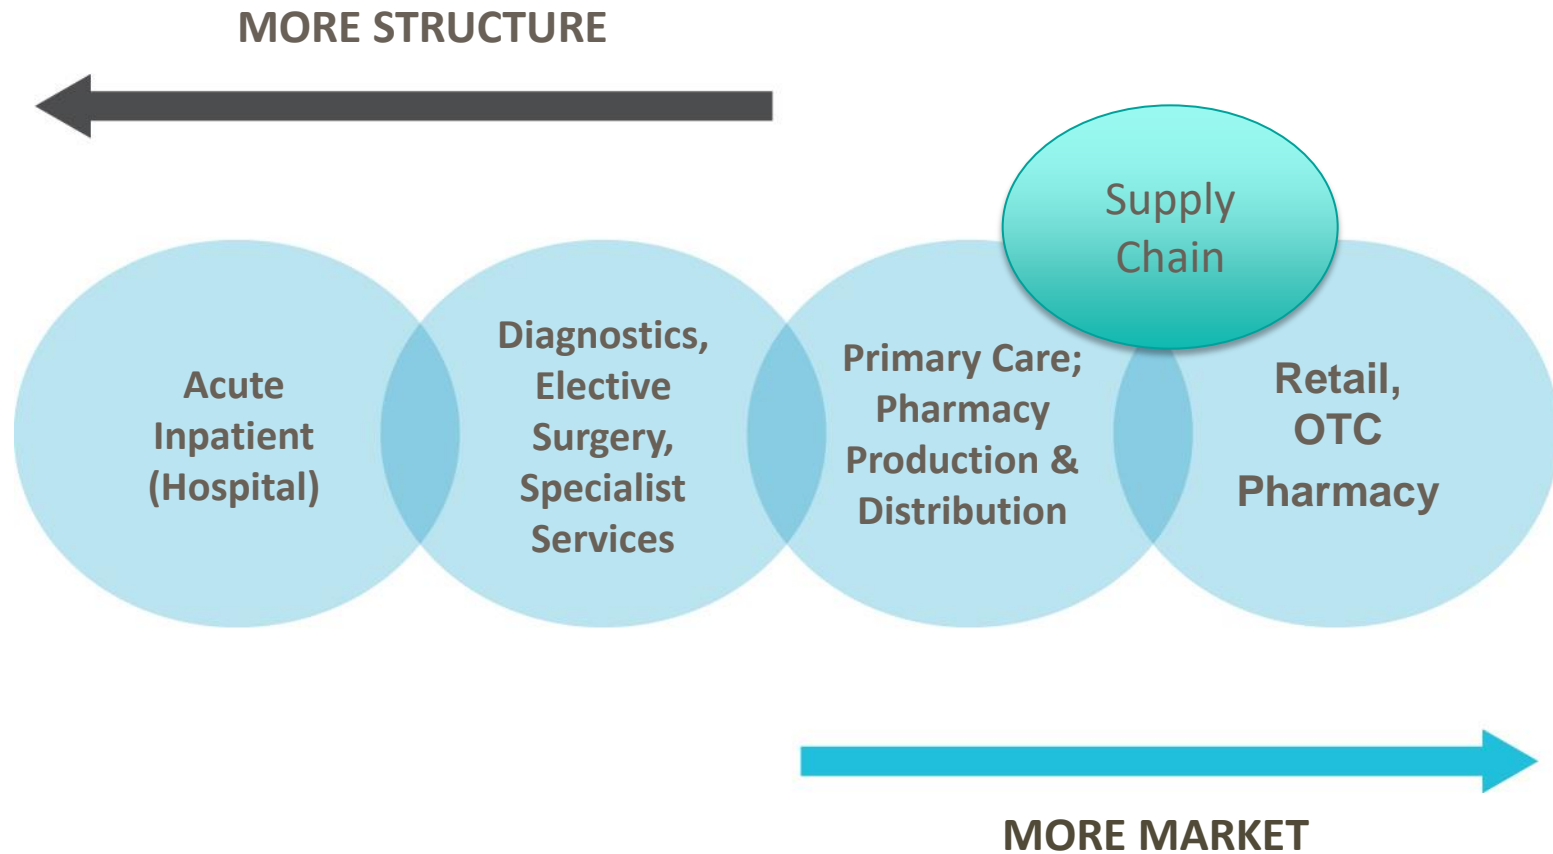 MORE STRUCTURE
Supply
Chain
Acute
Inpatient
(Hospital)
Diagnostics,
Elective
Surgery,
Specialist
Services
Primary Care;
Pharmacy
Production &
Distribution
Retail,
OTC
Pharmacy
MORE MARKET